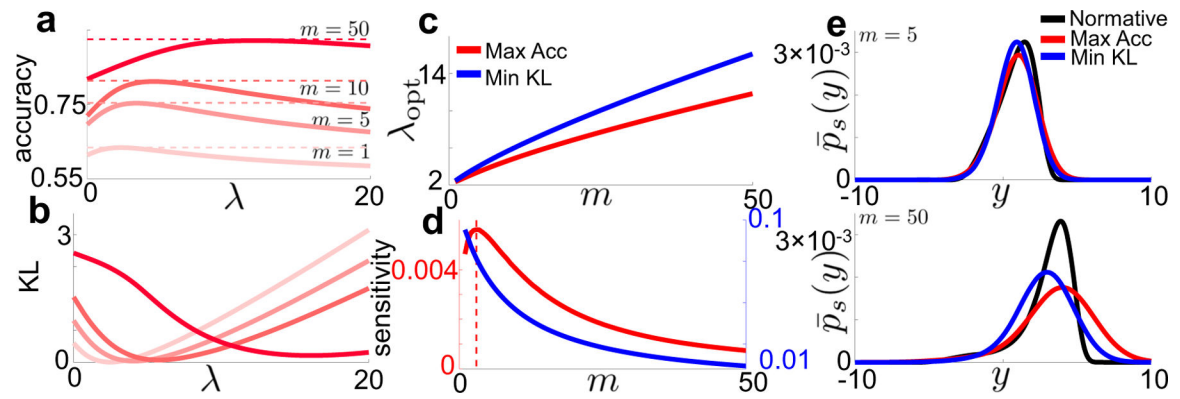 a
accuracy
0.75
0.55
0
λ
20
m = 50
m = 10
m = 5
m = 1
b
KL
3
0
0
λ
20
c
λopt
14
2
0
m
50
Max Acc
Min KL
d
sensitivity
0.004
0
0.1
0.01
0
m
50
e
Normative
Max Acc
Min KL
m = 5
3×10⁻³
p̄ₛ(y)
0
-10
y
10
m = 50
3×10⁻³
p̄ₛ(y)
0
-10
y
10